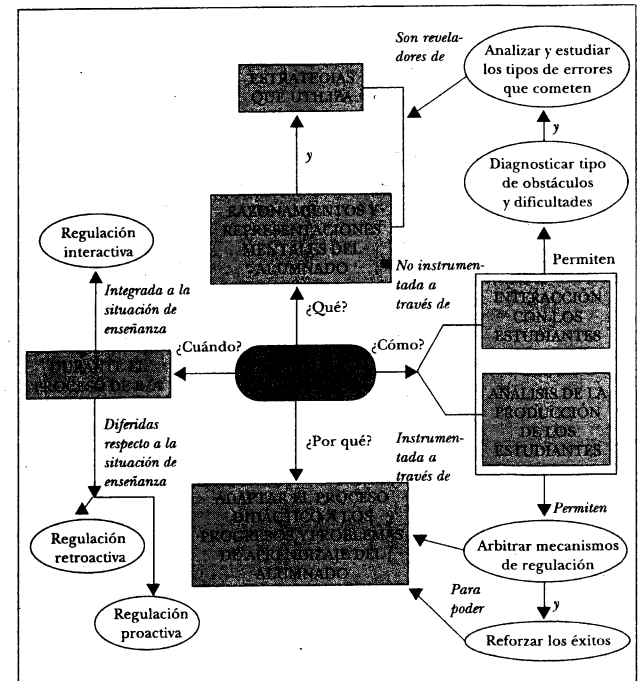 Son revela-
dores de
Analizar y estudiar
los tipos de errores
que cometen
ESTRATEGIAS
QUE UTILIZA
y
y
Diagnosticar tipo
de obstáculos
y dificultades
RAZONAMIENTOS Y
REPRESENTACIONES
MENTALES DEL
ALUMNADO
Regulación
interactiva
Permiten
No instrumen-
tada a
través de
Integrada a la
situación de
enseñanza
¿Qué?
INTERACCIÓN
CON LOS
ESTUDIANTES
¿Cuándo?
¿Cómo?
DURANTE EL
PROCESO DE
ANÁLISIS DE LA
PRODUCCIÓN
DE LOS
ESTUDIANTES
Diferidas
respecto a la
situación de
enseñanza
¿Por qué?
Instrumen-
tada a
través de
ADAPTAR EL PROCESO
DIDÁCTICO A LOS
PROGRESOS Y PROBLEMAS
DE APRENDIZAJE DEL
ALUMNADO
Permiten
Regulación
retroactiva
Arbitrar mecanismos
de regulación
Para
poder
y
Regulación
proactiva
Reforzar los éxitos